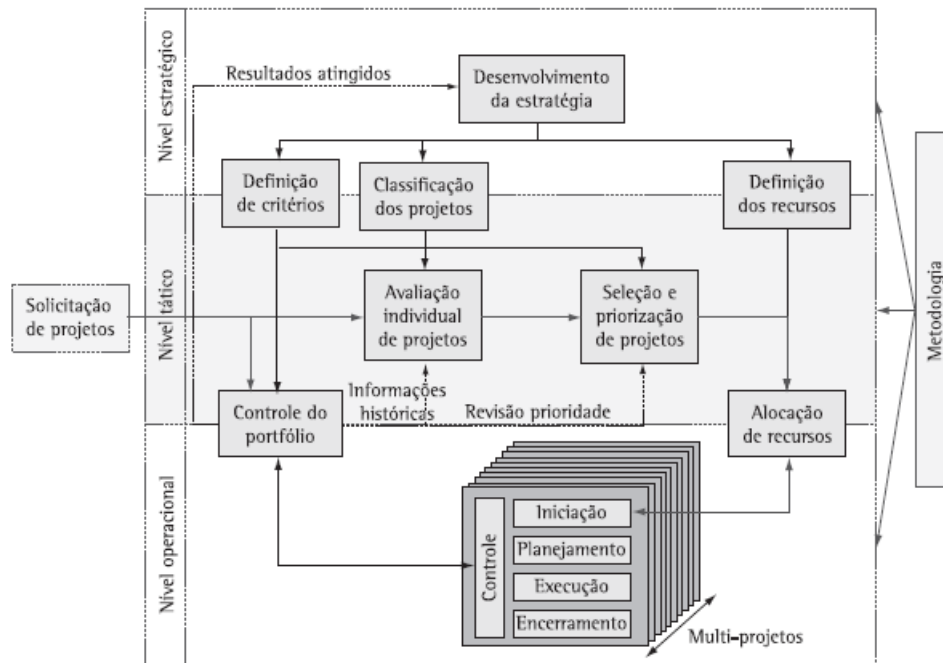 Nível estratégico
Resultados atingidos
Desenvolvimento
da estratégia
Definição
de critérios
Classificação
dos projetos
Definição
dos recursos
Metodologia
Nível tático
Solicitação
de projetos
Avaliação
individual
de projetos
Seleção e
priorização
de projetos
Informações
históricas
Revisão prioridade
Controle do
portfólio
Alocação
de recursos
Nível operacional
Controle
Iniciação
Planejamento
Execução
Encerramento
Multi-projetos